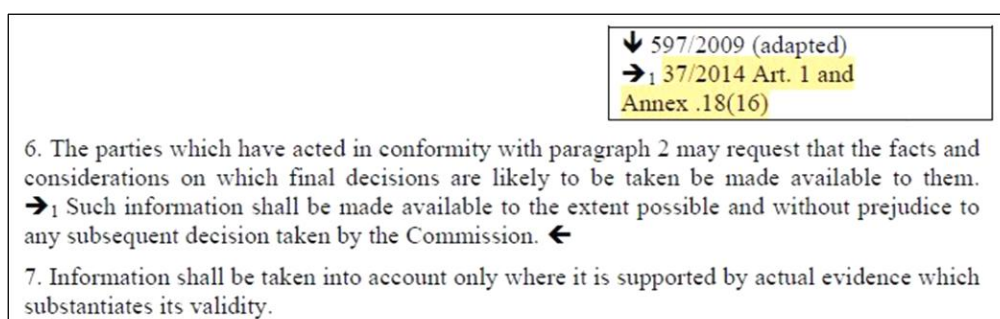 🡻 597/2009 (adapted)
🡺₁ 37/2014 Art. 1 and
Annex .18(16)
6. The parties which have acted in conformity with paragraph 2 may request that the facts and
considerations on which final decisions are likely to be taken be made available to them.
🡺₁ Such information shall be made available to the extent possible and without prejudice to
any subsequent decision taken by the Commission. 🡸
7. Information shall be taken into account only where it is supported by actual evidence which
substantiates its validity.